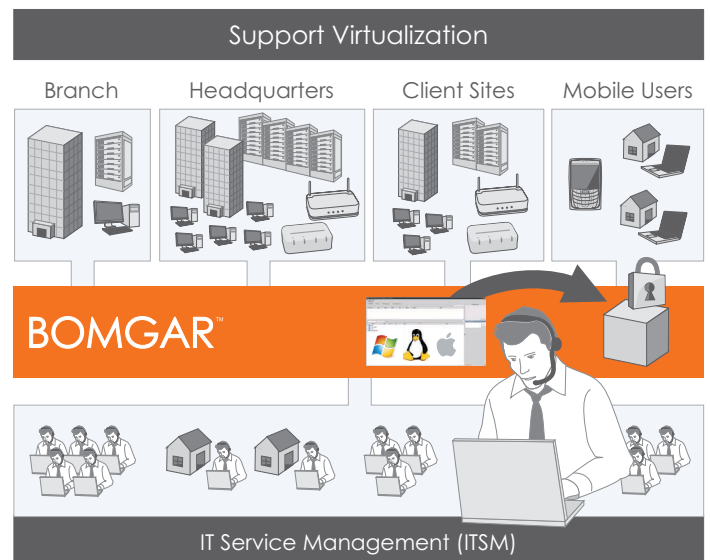 Support Virtualization
Branch Headquarters Client Sites Mobile Users
BOMGAR™
IT Service Management (ITSM)